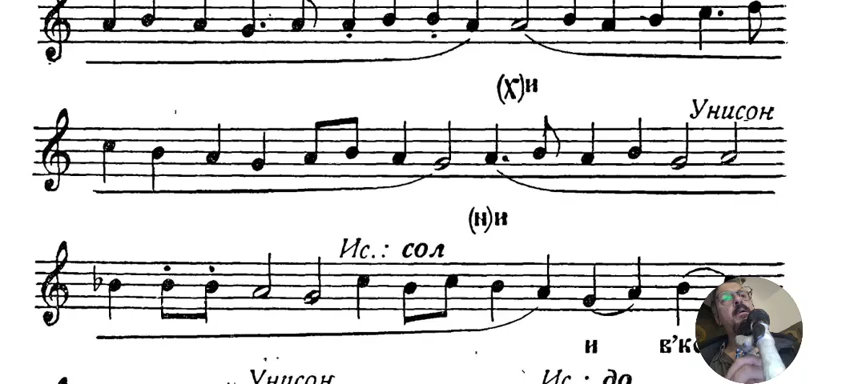 (Х)и
Унисон
(н)и
Ис.: сол
и
Унисон
Ис.: до